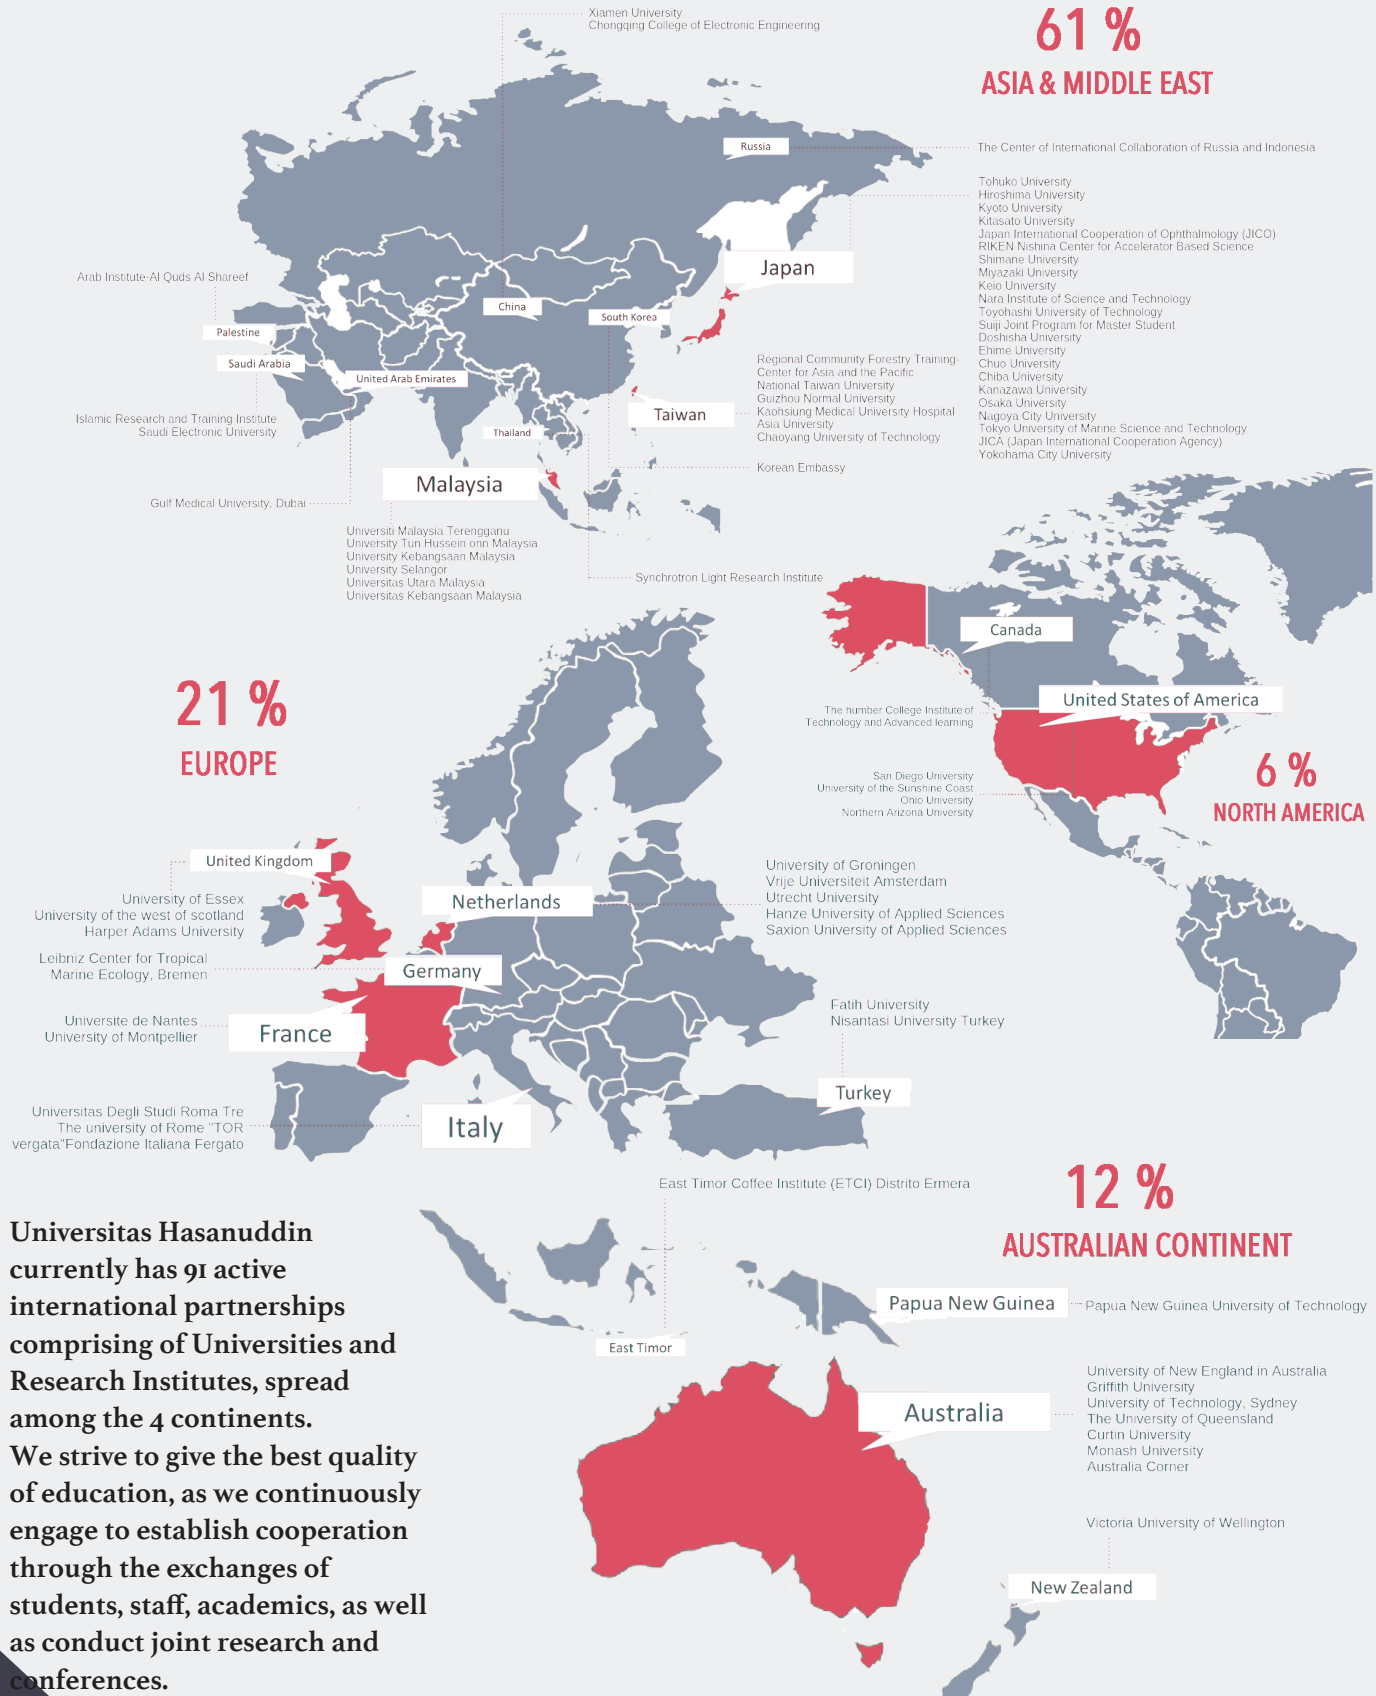 Xiamen University
Chongqing College of Electronic Engineering
61 %
ASIA & MIDDLE EAST
Russia
The Center of International Collaboration of Russia and Indonesia
Tohuko University
Hiroshima University
Kyoto University
Kitasato University
Japan International Cooperation of Ophthalmology (JICO)
RIKEN Nishina Center for Accelerator Based Science
Shimane University
Miyazaki University
Keio University
Nara Institute of Science and Technology
Toyohashi University of Technology
Suiji Joint Program for Master Student
Doshisha University
Ehime University
Chuo University
Chiba University
Kanazawa University
Osaka University
Nagoya City University
Tokyo University of Marine Science and Technology
JICA (Japan International Cooperation Agency)
Yokohama City University
Japan
Arab Institute-Al Quds Al Shareef
China
South Korea
Palestine
Saudi Arabia
United Arab Emirates
Regional Community Forestry Training-
Center for Asia and the Pacific
National Taiwan University
Guizhou Normal University
Kaohsiung Medical University Hospital
Asia University
Chaoyang University of Technology
Taiwan
Islamic Research and Training Institute
Saudi Electronic University
Thailand
Korean Embassy
Malaysia
Gulf Medical University, Dubai
Universiti Malaysia Terengganu
University Tun Hussein onn Malaysia
University Kebangsaan Malaysia
University Selangor
Universitas Utara Malaysia
Universitas Kebangsaan Malaysia
Synchrotron Light Research Institute
Canada
United States of America
The humber College Institute of
Technology and Advanced learning
San Diego University
University of the Sunshine Coast
Ohio University
Northern Arizona University
6 %
NORTH AMERICA
21 %
EUROPE
United Kingdom
University of Essex
University of the west of scotland
Harper Adams University
Netherlands
University of Groningen
Vrije Universiteit Amsterdam
Utrecht University
Hanze University of Applied Sciences
Saxion University of Applied Sciences
Leibniz Center for Tropical
Marine Ecology, Bremen
Germany
Universite de Nantes
University of Montpellier
France
Fatih University
Nisantasi University Turkey
Turkey
Universitas Degli Studi Roma Tre
The university of Rome "TOR
vergata"Fondazione Italiana Fergato
Italy
East Timor Coffee Institute (ETCI) Distrito Ermera
12 %
AUSTRALIAN CONTINENT
Papua New Guinea
Papua New Guinea University of Technology
East Timor
Australia
University of New England in Australia
Griffith University
University of Technology, Sydney
The University of Queensland
Curtin University
Monash University
Australia Corner
Victoria University of Wellington
New Zealand
Universitas Hasanuddin
currently has 91 active
international partnerships
comprising of Universities and
Research Institutes, spread
among the 4 continents.
We strive to give the best quality
of education, as we continuously
engage to establish cooperation
through the exchanges of
students, staff, academics, as well
as conduct joint research and
conferences.